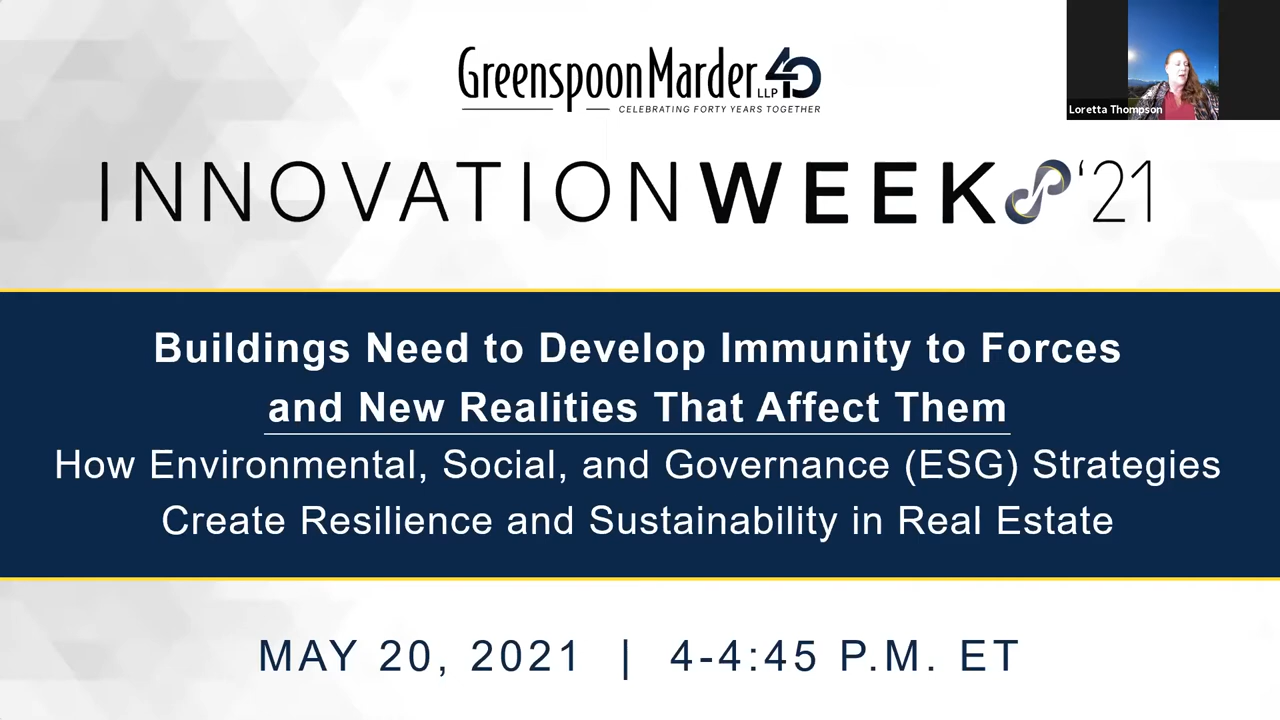 GreenspoonMarder LLP 40
CELEBRATING FORTY YEARS TOGETHER
Loretta Thompson
INNOVATIONWEEK '21
Buildings Need to Develop Immunity to Forces
and New Realities That Affect Them
How Environmental, Social, and Governance (ESG) Strategies
Create Resilience and Sustainability in Real Estate
MAY 20, 2021 | 4-4:45 P.M. ET